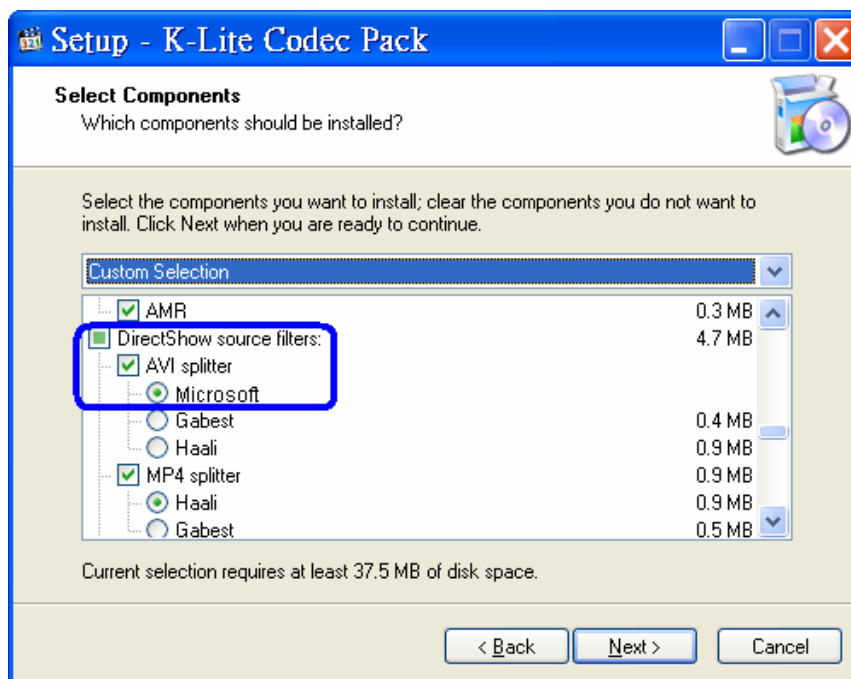 Setup - K-Lite Codec Pack
Select Components
Which components should be installed?
Select the components you want to install; clear the components you do not want to
install. Click Next when you are ready to continue.
Custom Selection
AMR 0.3 MB
DirectShow source filters: 4.7 MB
AVI splitter
Microsoft
Gabest 0.4 MB
Haali 0.9 MB
MP4 splitter 0.9 MB
Haali 0.9 MB
Gabest 0.5 MB
Current selection requires at least 37.5 MB of disk space.
< Back Next > Cancel